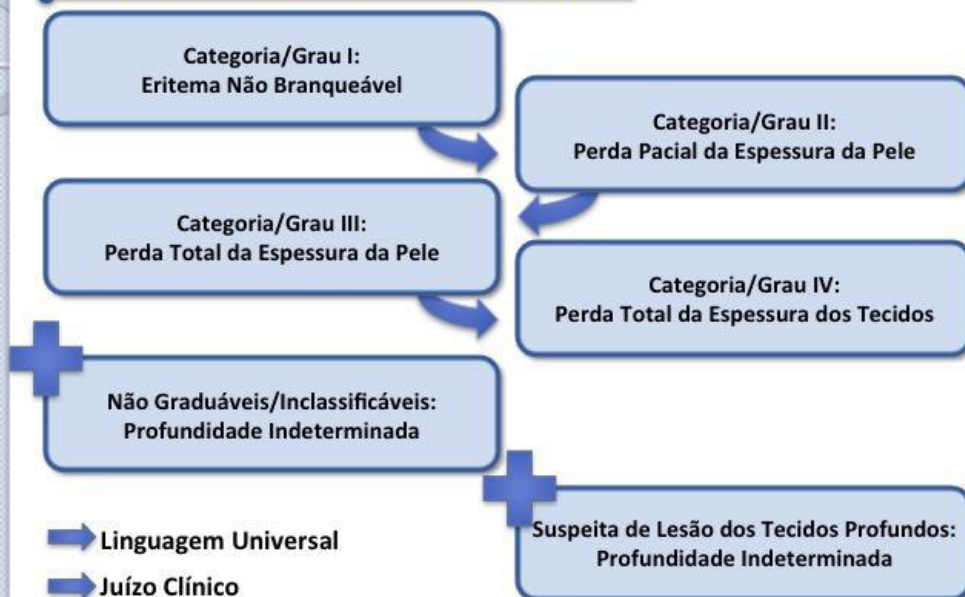 Categoria/Grau I:
Eritema Não Branqueável
Categoria/Grau II:
Perda Pacial da Espessura da Pele
Categoria/Grau III:
Perda Total da Espessura da Pele
Categoria/Grau IV:
Perda Total da Espessura dos Tecidos
Não Graduáveis/Inclassificáveis:
Profundidade Indeterminada
Suspeita de Lesão dos Tecidos Profundos:
Profundidade Indeterminada
Linguagem Universal
Juízo Clínico